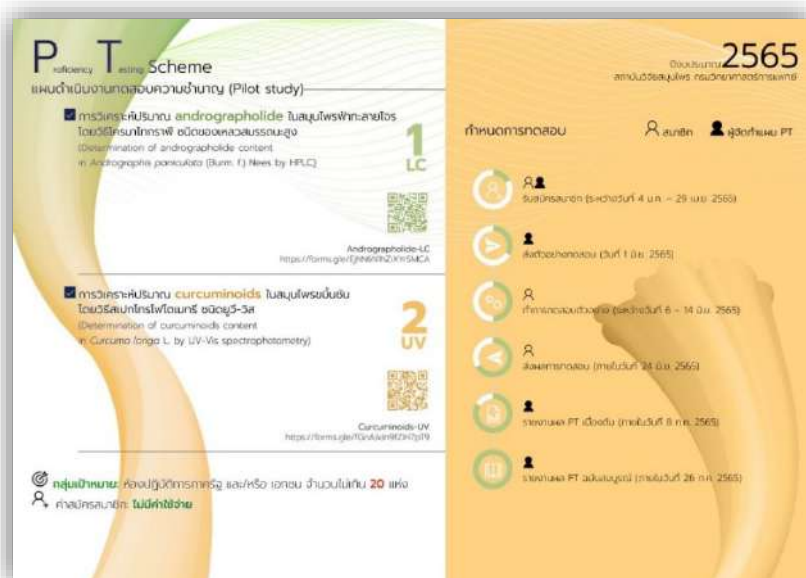 Proficiency Testing Scheme
แผนดำเนินงานทดสอบความชำนาญ (Pilot study)
การวิเคราะห์ปริมาณ andrographolide ในสมุนไพรฟ้าทะลายโจร
โดยวิธีโครมาโทกราฟี ชนิดของเหลวสมรรถนะสูง
(Determination of andrographolide content
in Andrographis paniculata (Burm. f.) Nees by HPLC)
1
LC
Andrographolide-LC
การวิเคราะห์ปริมาณ curcuminoids ในสมุนไพรขมิ้นชัน
โดยวิธีสเปกโทรโฟโตเมทรี ชนิดยูวี-วิส
(Determination of curcuminoids content
in Curcuma longa L. by UV-Vis spectrophotometry)
2
UV
Curcuminoids-UV
กลุ่มเป้าหมาย: ห้องปฏิบัติการภาครัฐ และ/หรือ เอกชน จำนวนไม่เกิน 20 แห่ง
ค่าสมัครสมาชิก: ไม่มีค่าใช้จ่าย
ปีงบประมาณ 2565
สถาบันวิจัยสมุนไพร กรมวิทยาศาสตร์การแพทย์
กำหนดการทดสอบ
สมาชิก
ผู้จัดทำแผน PT
รับสมัครสมาชิก (ระหว่างวันที่ 4 ม.ค. – 29 เม.ย. 2565)
ส่งตัวอย่างทดสอบ (วันที่ 1 มิ.ย. 2565)
ทำการทดสอบตัวอย่าง (ระหว่างวันที่ 6 – 14 มิ.ย. 2565)
ส่งผลการทดสอบ (ภายในวันที่ 24 มิ.ย. 2565)
รายงานผล PT เบื้องต้น (ภายในวันที่ 8 ก.ค. 2565)
รายงานผล PT ฉบับสมบูรณ์ (ภายในวันที่ 26 ก.ค. 2565)